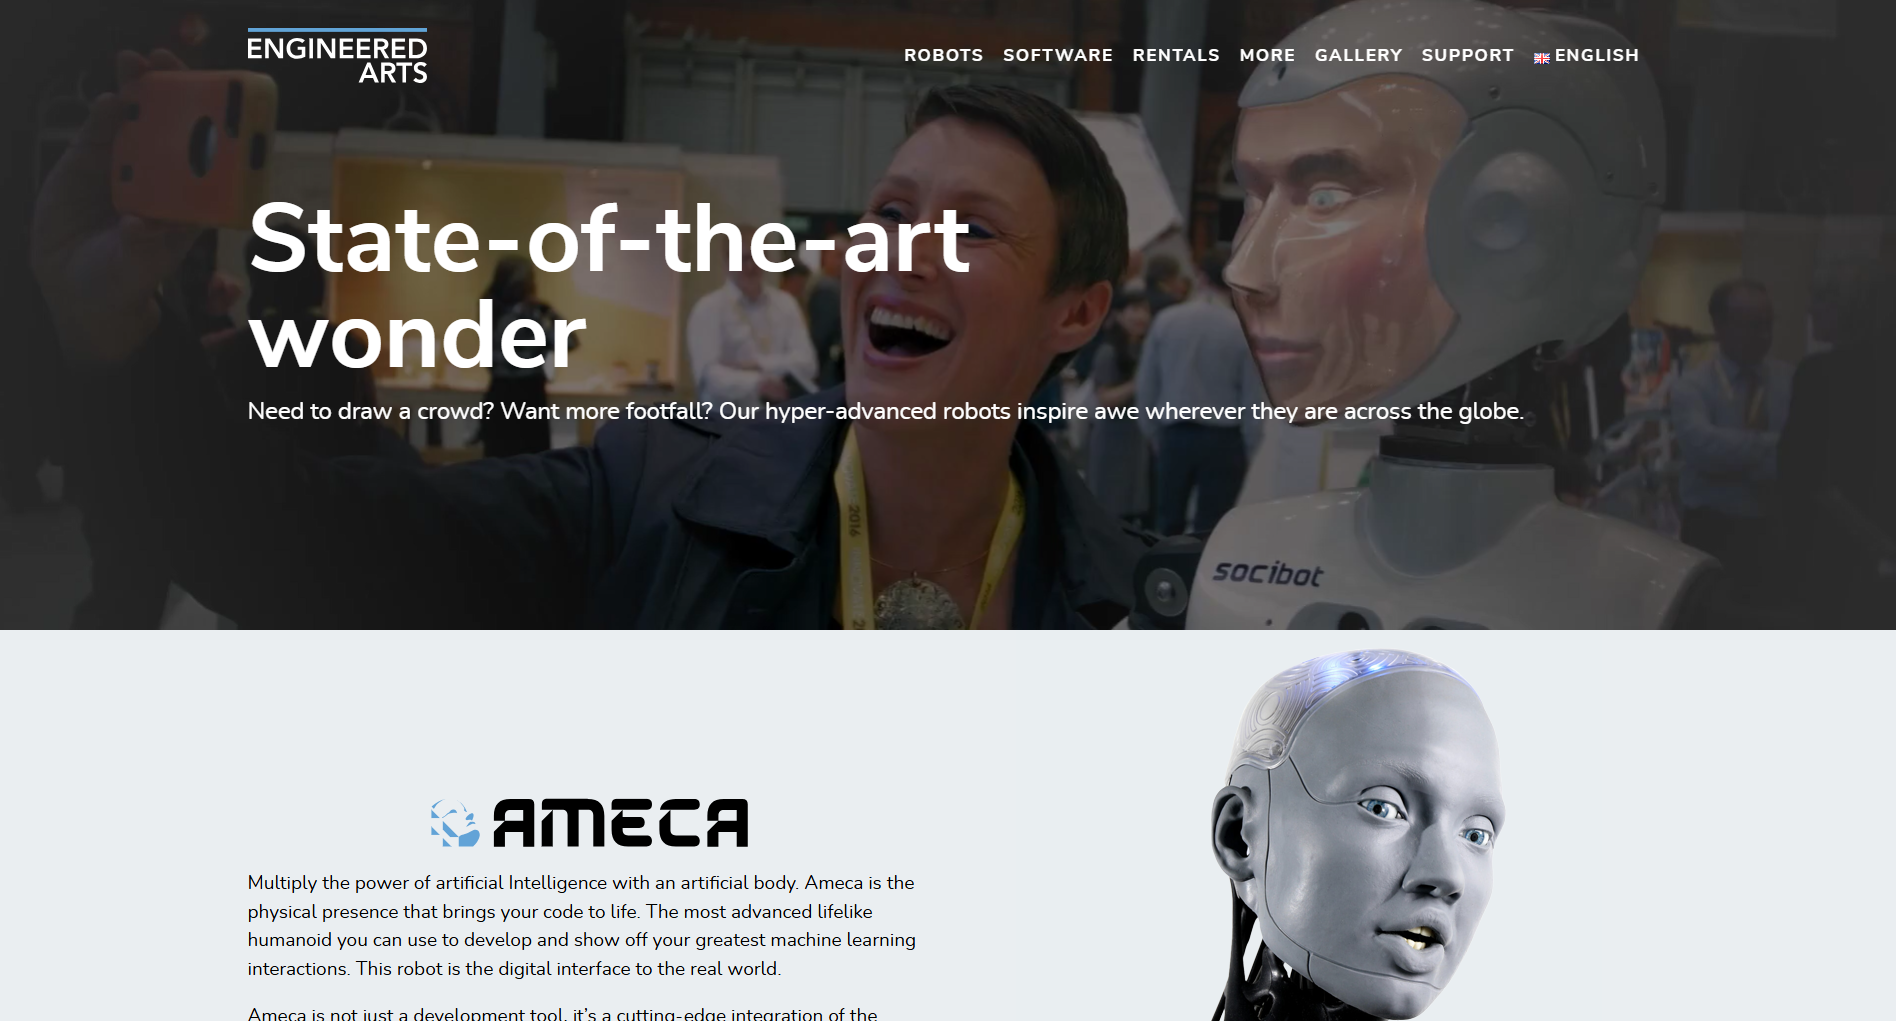 ENGINEERED
ARTS
ROBOTS SOFTWARE RENTALS MORE GALLERY SUPPORT ENGLISH
State-of-the-art
wonder
Need to draw a crowd? Want more footfall? Our hyper-advanced robots inspire awe wherever they are across the globe.
2016
socibot
AMECA
Multiply the power of artificial Intelligence with an artificial body. Ameca is the
physical presence that brings your code to life. The most advanced lifelike
humanoid you can use to develop and show off your greatest machine learning
interactions. This robot is the digital interface to the real world.
Ameca is not just a development tool, it’s a cutting-edge integration of the